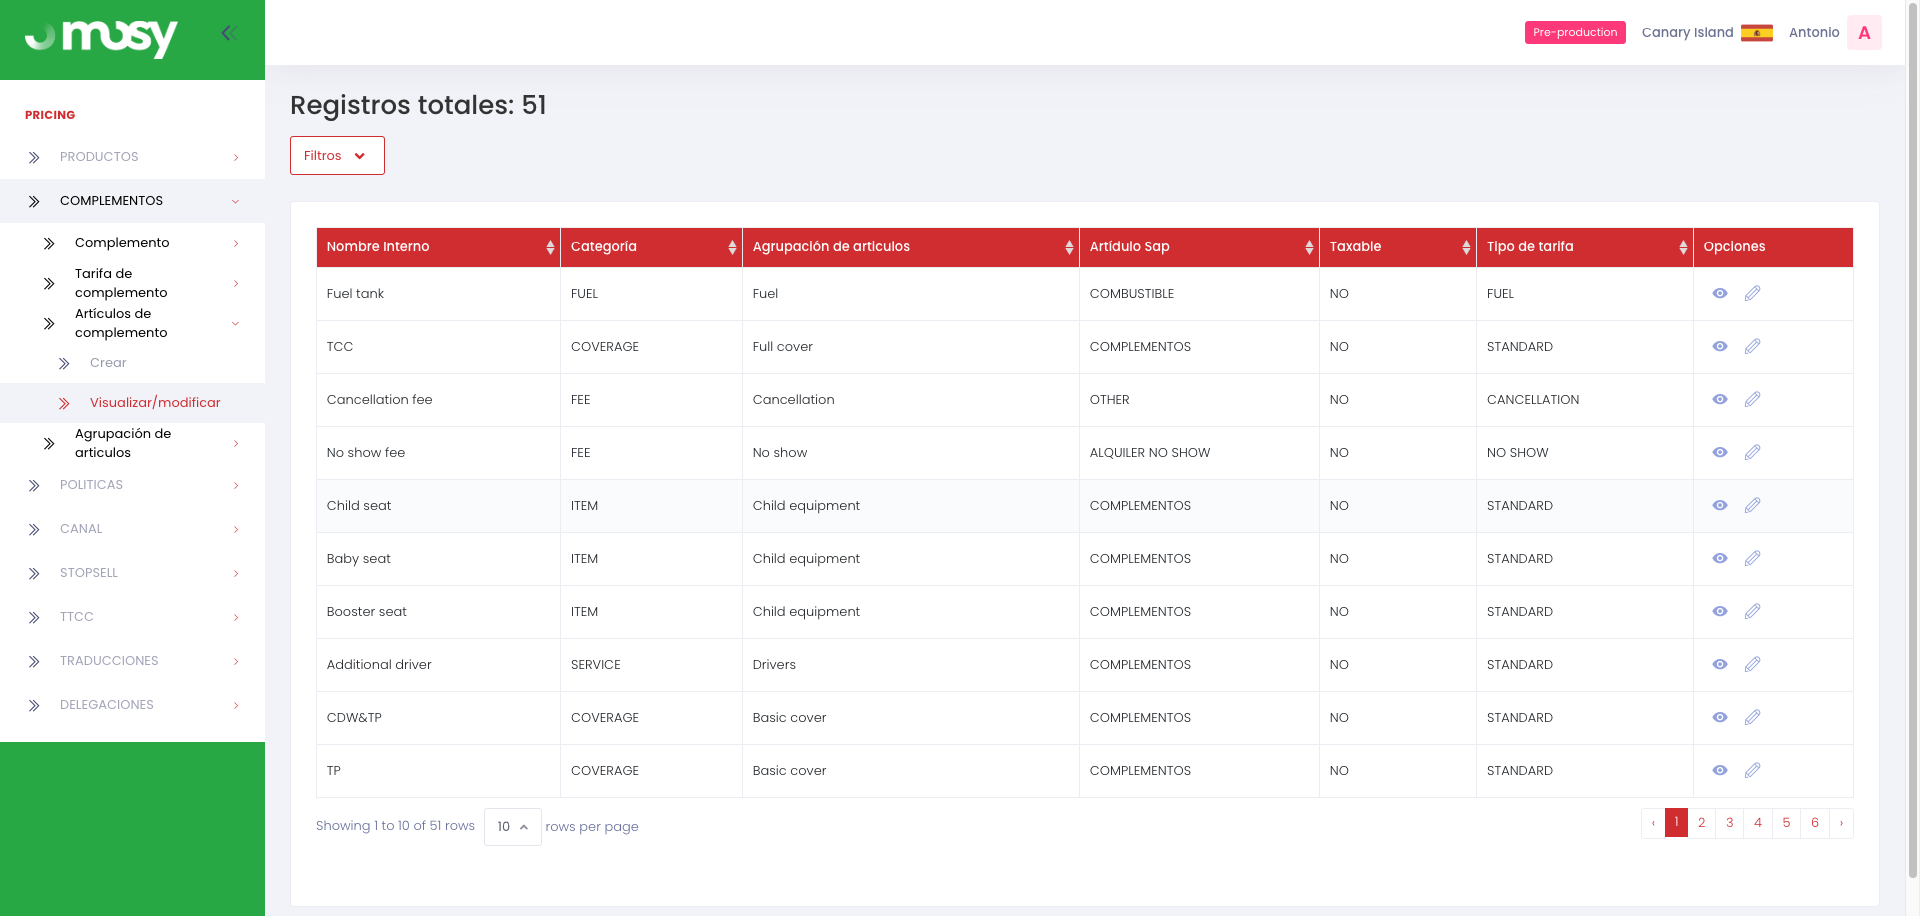 mosy
Pre-production
Canary Island
Antonio
A
PRICING
PRODUCTOS
COMPLEMENTOS
Complemento
Tarifa de
complemento
Artículos de
complemento
Crear
Visualizar/modificar
Agrupación de
articulos
POLITICAS
CANAL
STOPSELL
TTCC
TRADUCCIONES
DELEGACIONES
Registros totales: 51
Filtros
Nombre Interno Categoría Agrupación de articulos Artídulo Sap Taxable Tipo de tarifa Opciones
Fuel tank FUEL Fuel COMBUSTIBLE NO FUEL
TCC COVERAGE Full cover COMPLEMENTOS NO STANDARD
Cancellation fee FEE Cancellation OTHER NO CANCELLATION
No show fee FEE No show ALQUILER NO SHOW NO NO SHOW
Child seat ITEM Child equipment COMPLEMENTOS NO STANDARD
Baby seat ITEM Child equipment COMPLEMENTOS NO STANDARD
Booster seat ITEM Child equipment COMPLEMENTOS NO STANDARD
Additional driver SERVICE Drivers COMPLEMENTOS NO STANDARD
CDW&TP COVERAGE Basic cover COMPLEMENTOS NO STANDARD
TP COVERAGE Basic cover COMPLEMENTOS NO STANDARD
Showing 1 to 10 of 51 rows 10 rows per page
‹ 1 2 3 4 5 6 ›